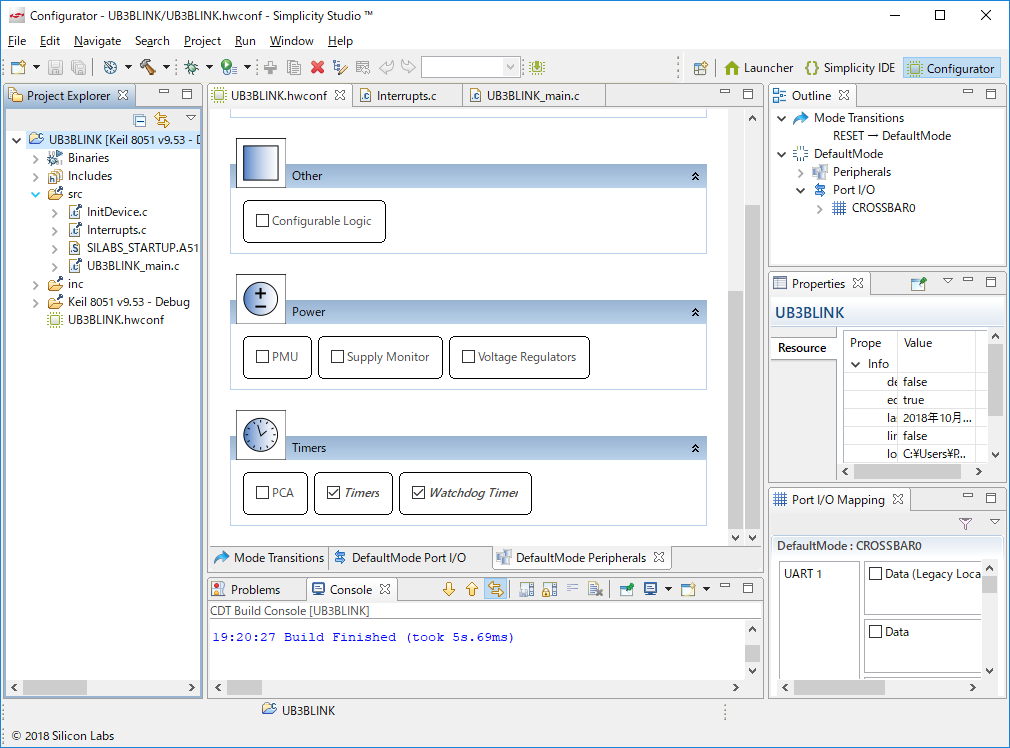 Configurator - UB3BLINK/UB3BLINK.hwconf - Simplicity Studio ™
File Edit Navigate Search Project Run Window Help
Launcher Simplicity IDE Configurator
Project Explorer
UB3BLINK [Keil 8051 v9.53 - D
Binaries
Includes
src
InitDevice.c
Interrupts.c
SILABS_STARTUP.A51
UB3BLINK_main.c
inc
Keil 8051 v9.53 - Debug
UB3BLINK.hwconf
UB3BLINK.hwconf Interrupts.c UB3BLINK_main.c
Other
Configurable Logic
Power
PMU Supply Monitor Voltage Regulators
Timers
PCA Timers Watchdog Timer
Mode Transitions DefaultMode Port I/O DefaultMode Peripherals
Problems Console
CDT Build Console [UB3BLINK]
19:20:27 Build Finished (took 5s.69ms)
Outline
Mode Transitions
RESET → DefaultMode
DefaultMode
Peripherals
Port I/O
CROSSBAR0
Properties
UB3BLINK
Resource
Prope Value
Info
de false
ed true
la: 2018年10月...
lin false
lo C:¥Users¥P...
Port I/O Mapping
DefaultMode : CROSSBAR0
UART 1 Data (Legacy Loca
Data
UB3BLINK
© 2018 Silicon Labs